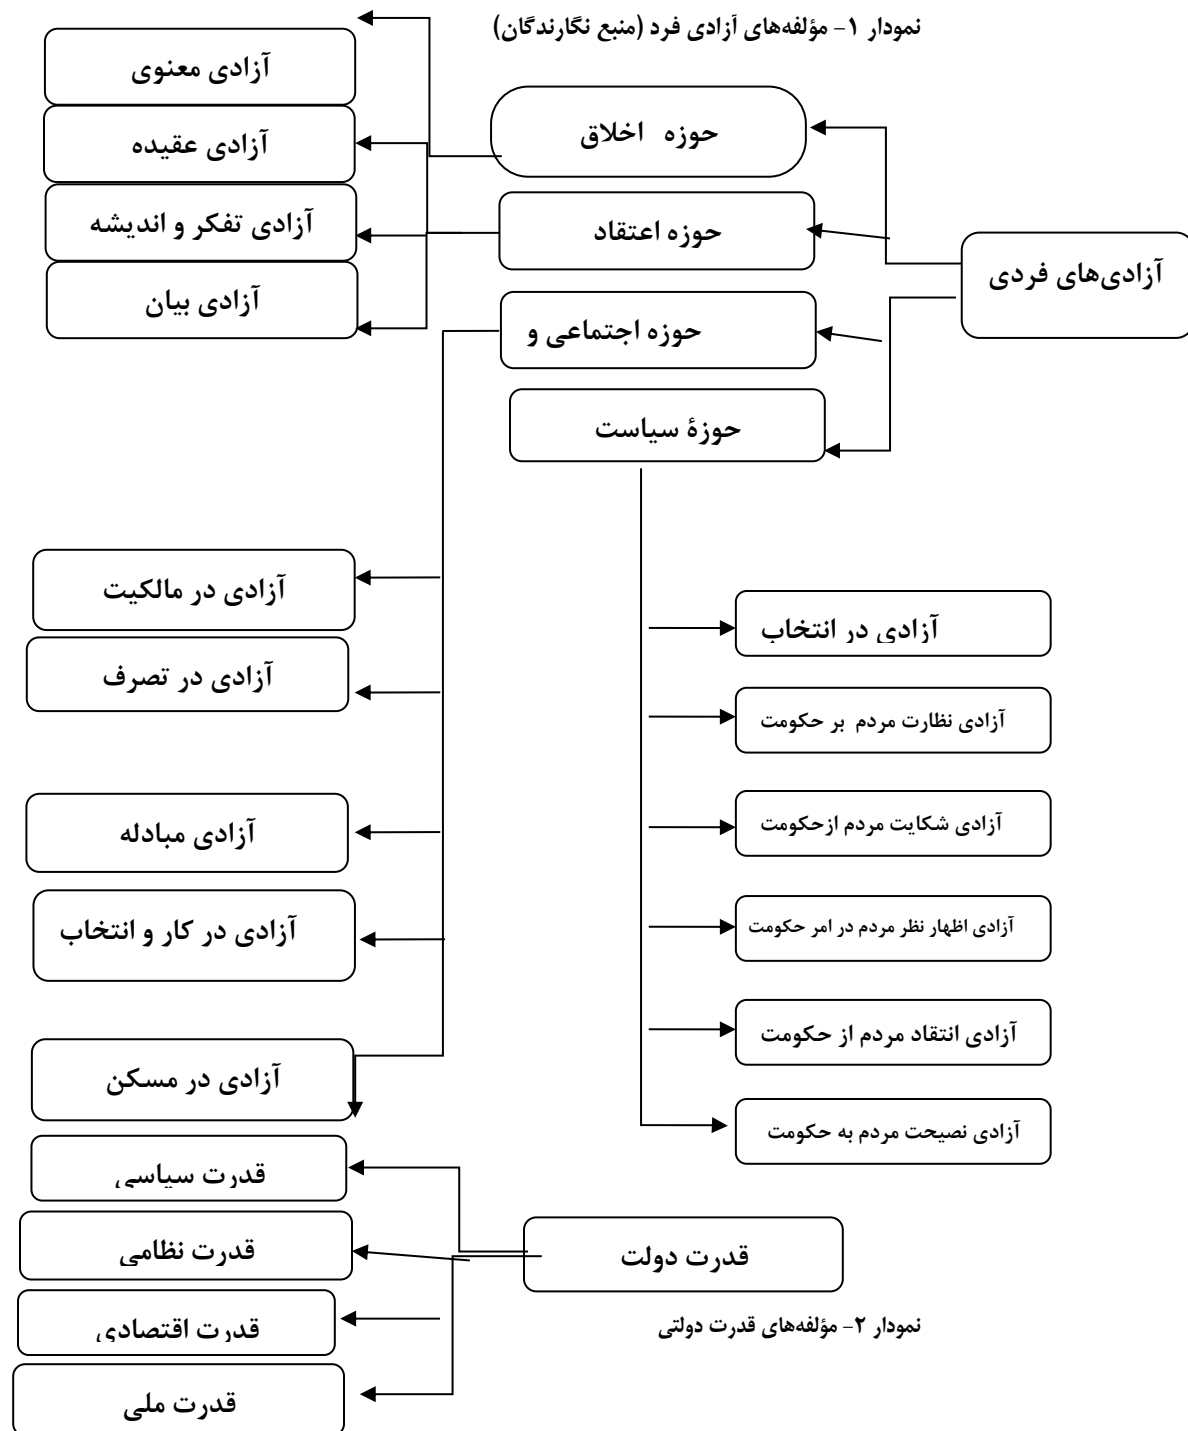 نمودار ۱- مؤلفه‌های آزادی فرد (منبع نگارندگان)
آزادی‌های فردی
حوزه اخلاق
حوزه اعتقاد
حوزه اجتماعی و
حوزهٔ سیاست
آزادی معنوی
آزادی عقیده
آزادی تفکر و اندیشه
آزادی بیان
آزادی در مالکیت
آزادی در تصرف
آزادی مبادله
آزادی در کار و انتخاب
آزادی در مسکن
آزادی در انتخاب
آزادی نظارت مردم بر حکومت
آزادی شکایت مردم ازحکومت
آزادی اظهار نظر مردم در امر حکومت
آزادی انتقاد مردم از حکومت
آزادی نصیحت مردم به حکومت
قدرت دولت
قدرت سیاسی
قدرت نظامی
قدرت اقتصادی
قدرت ملی
نمودار ۲- مؤلفه‌های قدرت دولتی